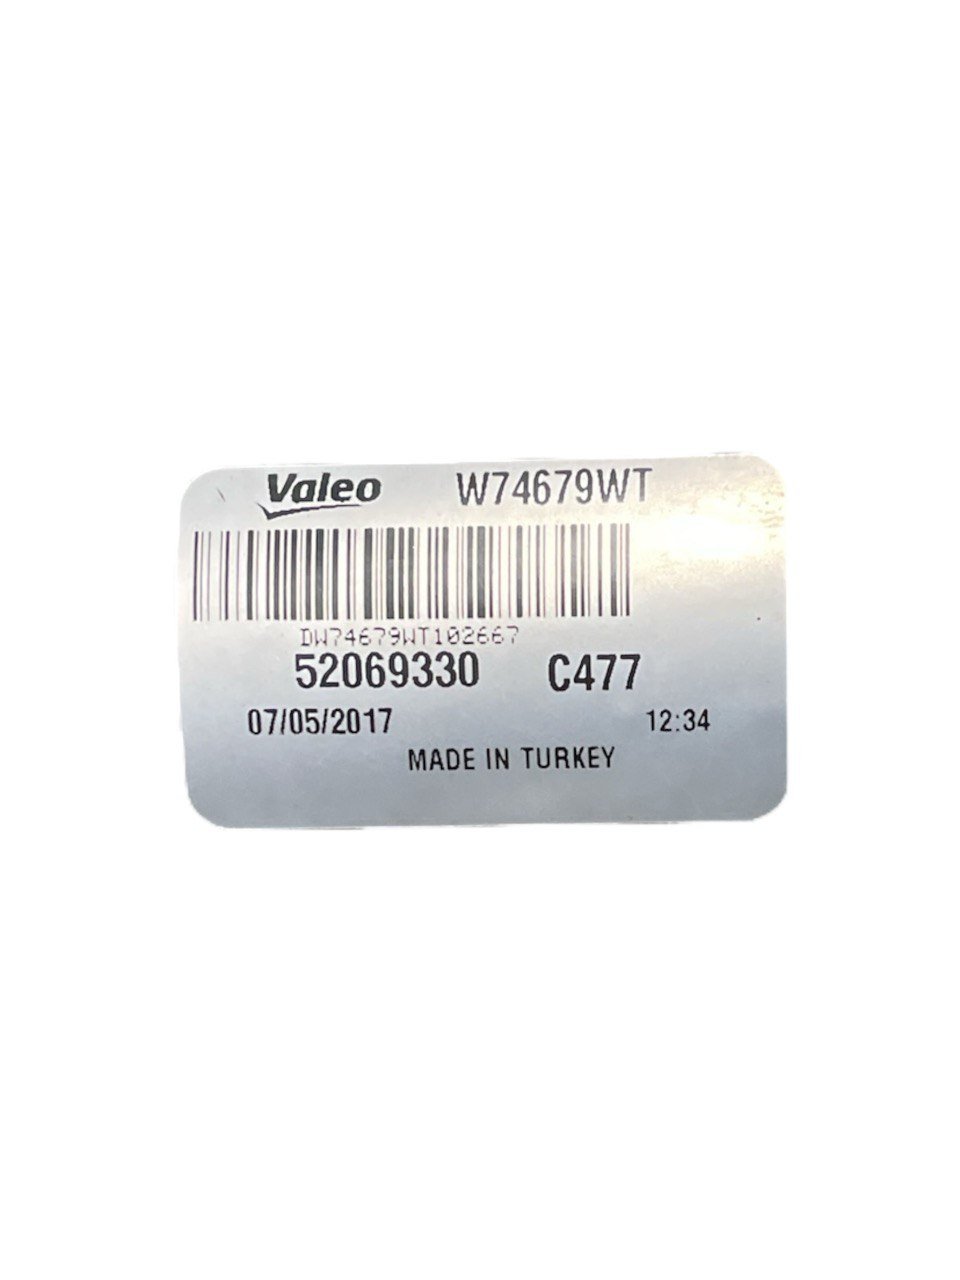 Valeo W74679WT
DW74679WT102667
52069330 C477
07/05/2017 12:34
MADE IN TURKEY